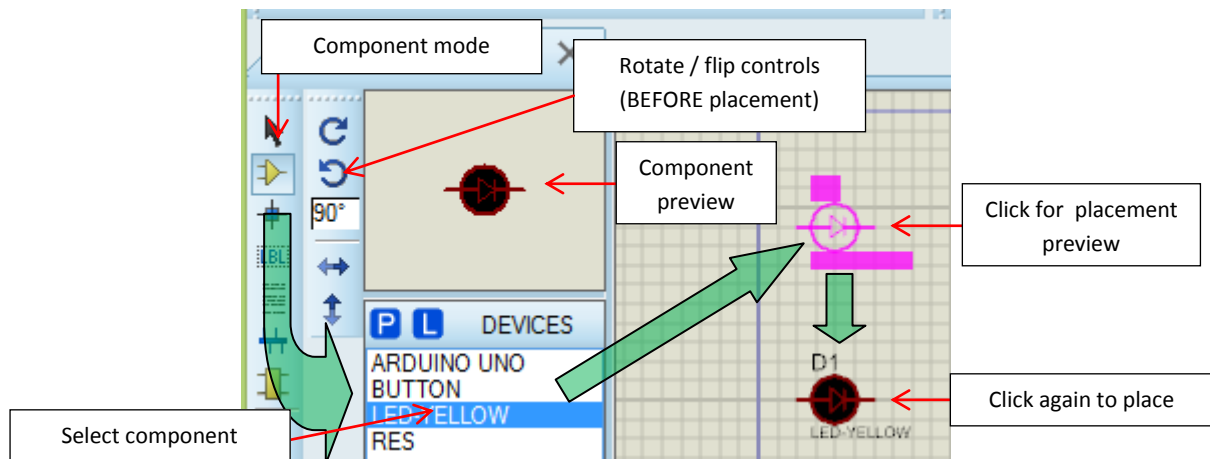 Component mode
Rotate / flip controls
(BEFORE placement)
Component
preview
Click for  placement
preview
90°
LBL
P L DEVICES
ARDUINO UNO
BUTTON
LED-YELLOW
RES
D1
LED-YELLOW
Click again to place
Select component